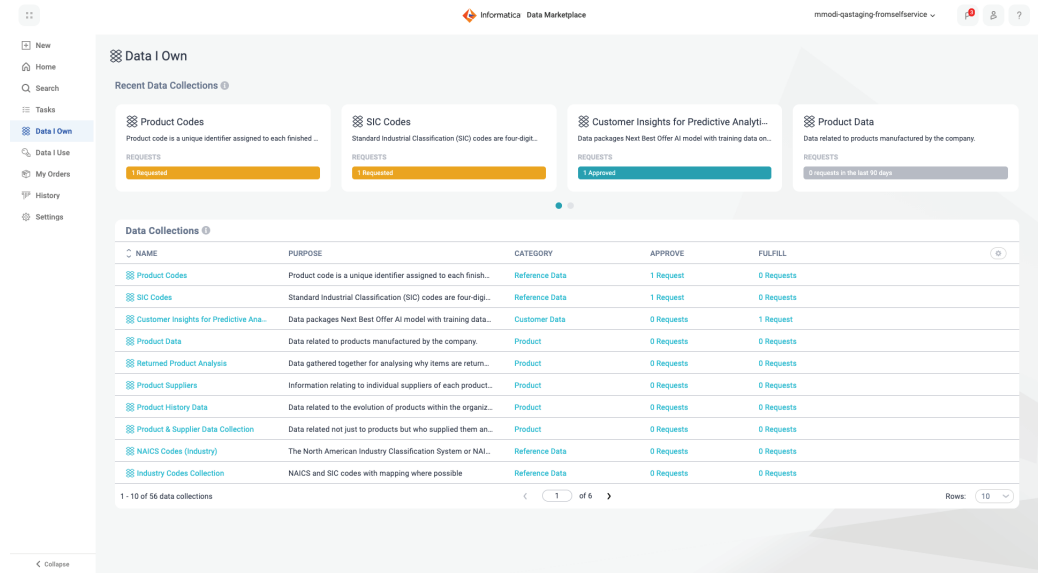 Informatica Data Marketplace
mmodi-qastaging-fromselfservice
3
?
New
Home
Search
Tasks
Data I Own
Data I Use
My Orders
History
Settings
Collapse
Data I Own
Recent Data Collections
Product Codes
Product code is a unique identifier assigned to each finished ...
REQUESTS
1 Requested
SIC Codes
Standard Industrial Classification (SIC) codes are four-digit...
REQUESTS
1 Requested
Customer Insights for Predictive Analyti...
Data packages Next Best Offer AI model with training data on...
REQUESTS
1 Approved
Product Data
Data related to products manufactured by the company.
REQUESTS
0 requests in the last 90 days
Data Collections
NAME PURPOSE CATEGORY APPROVE FULFILL
Product Codes Product code is a unique identifier assigned to each finish... Reference Data 1 Request 0 Requests
SIC Codes Standard Industrial Classification (SIC) codes are four-digi... Reference Data 1 Request 0 Requests
Customer Insights for Predictive Ana... Data packages Next Best Offer AI model with training data... Customer Data 0 Requests 1 Request
Product Data Data related to products manufactured by the company. Product 0 Requests 0 Requests
Returned Product Analysis Data gathered together for analysing why items are return... Product 0 Requests 0 Requests
Product Suppliers Information relating to individual suppliers of each product... Product 0 Requests 0 Requests
Product History Data Data related to the evolution of products within the organiz... Product 0 Requests 0 Requests
Product & Supplier Data Collection Data related not just to products but who supplied them an... Product 0 Requests 0 Requests
NAICS Codes (Industry) The North American Industry Classification System or NAI... Reference Data 0 Requests 0 Requests
Industry Codes Collection NAICS and SIC codes with mapping where possible Reference Data 0 Requests 0 Requests
1 - 10 of 56 data collections 1 of 6 Rows: 10